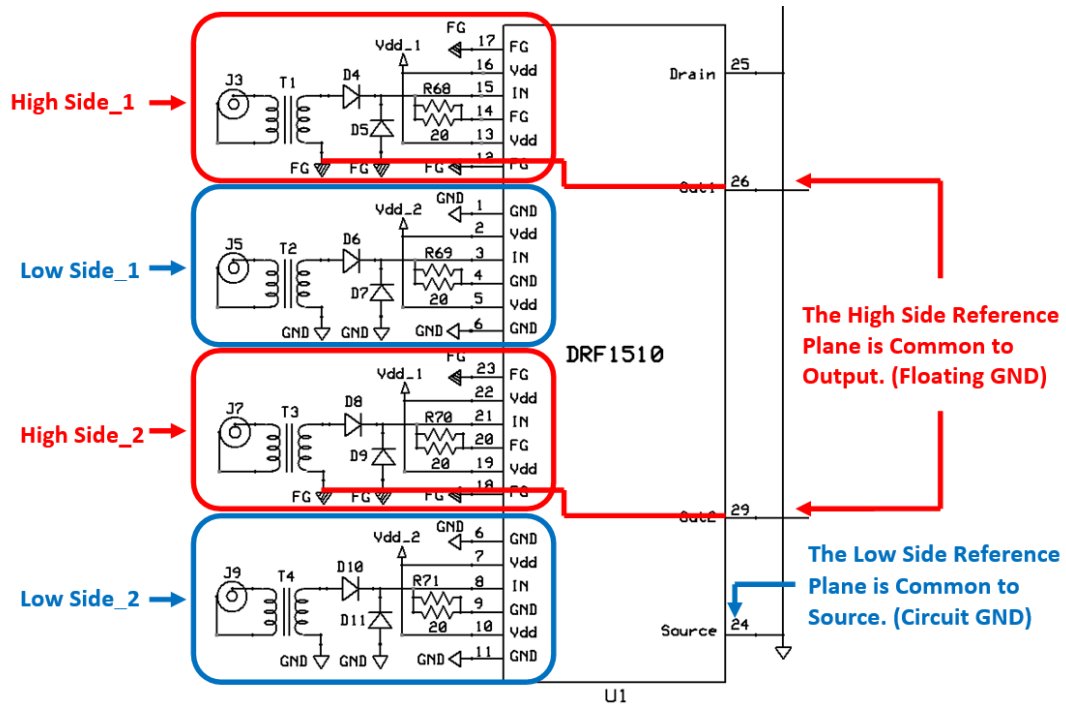 High Side_1
J3
T1
D4
D5
Vdd_1
R68
20
FG
FG
FG
FG
17
16
15
14
13
12
FG
Vdd
IN
FG
Vdd
FG
Low Side_1
J5
T2
D6
D7
Vdd_2
R69
20
GND
GND
GND
GND
1
2
3
4
5
6
GND
Vdd
IN
GND
Vdd
GND
High Side_2
J7
T3
D8
D9
Vdd_1
R70
20
FG
FG
FG
FG
23
22
21
20
19
18
FG
Vdd
IN
FG
Vdd
FG
Low Side_2
J9
T4
D10
D11
Vdd_2
R71
20
GND
GND
GND
GND
6
7
8
9
10
11
GND
Vdd
IN
GND
Vdd
GND
DRF1510
U1
Drain
25
Out1
26
Out2
29
Source
24
The High Side Reference
Plane is Common to
Output. (Floating GND)
The Low Side Reference
Plane is Common to
Source. (Circuit GND)